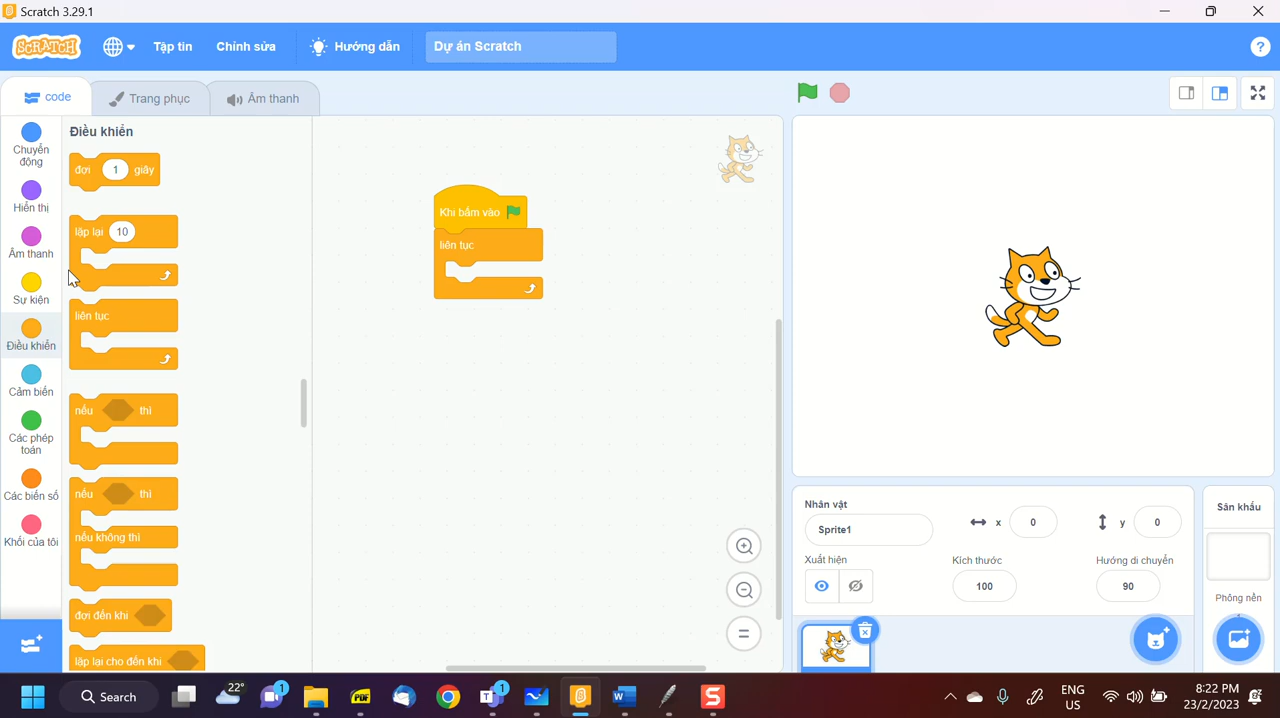 Scratch 3.29.1
SCRATCH
Tập tin
Chính sửa
Hướng dẫn
Dự án Scratch
?
code
Trang phục
Âm thanh
Chuyển động
Hiển thị
Âm thanh
Sự kiện
Điều khiển
Cảm biến
Các phép toán
Các biến số
Khối của tôi
Điều khiển
đợi 1 giây
lặp lại 10
liên tục
nếu thì
nếu thì
nếu không thì
đợi đến khi
lặp lại cho đến khi
Khi bấm vào
liên tục
Nhân vật
Sprite1
x 0
y 0
Xuất hiện
Kích thước
Hướng di chuyển
100
90
Sân khấu
Phông nền
Search
22°
1
PDF
1
ENG
US
8:22 PM
23/2/2023